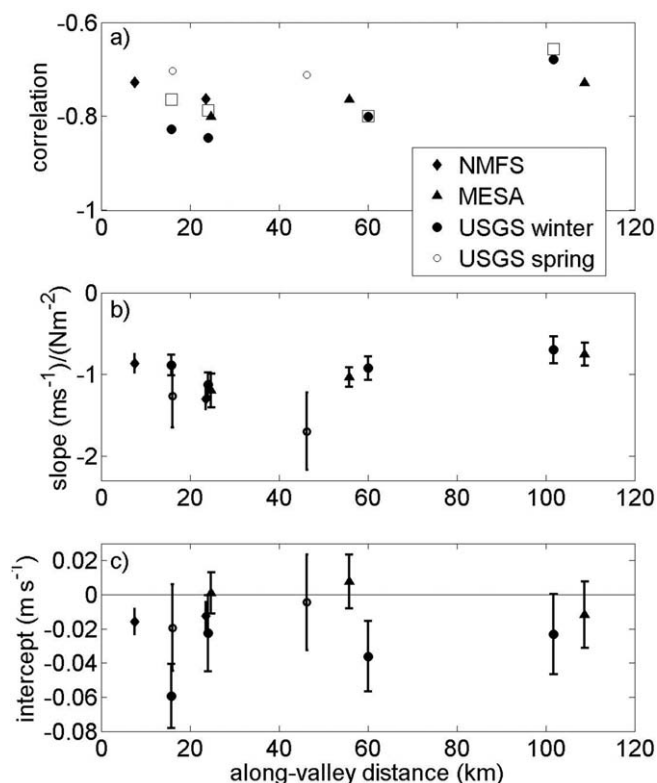 a)
correlation
-0.6
-0.8
-1
0 20 40 60 80 100 120
NMFS
MESA
USGS winter
USGS spring
b)
slope (ms⁻¹)/(Nm⁻²)
0
-1
-2
0 20 40 60 80 100 120
c)
intercept (m s⁻¹)
0.02
0
-0.02
-0.04
-0.06
-0.08
0 20 40 60 80 100 120
along-valley distance (km)